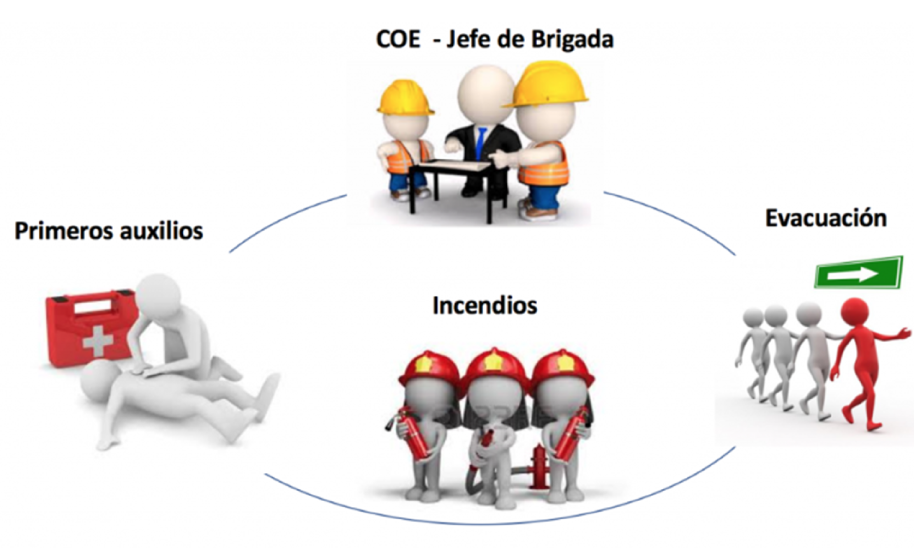 COE - Jefe de Brigada
Primeros auxilios
Evacuación
Incendios